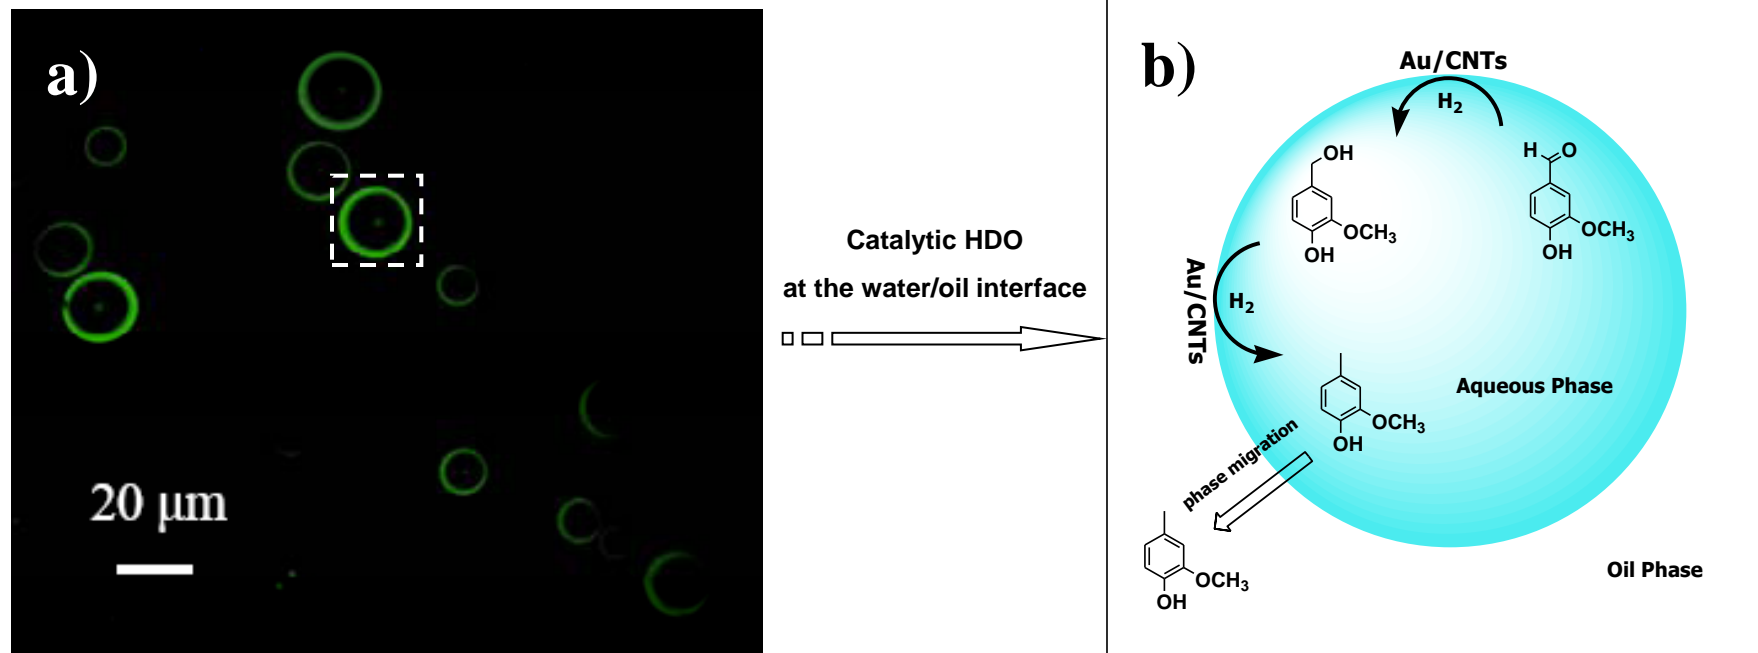 a)
20 μm
Catalytic HDO
at the water/oil interface
b)
Au/CNTs
H₂
OH
OCH₃
OH
H
O
OCH₃
OH
Au/CNTs
H₂
Aqueous Phase
OCH₃
OH
phase migration
OCH₃
OH
Oil Phase